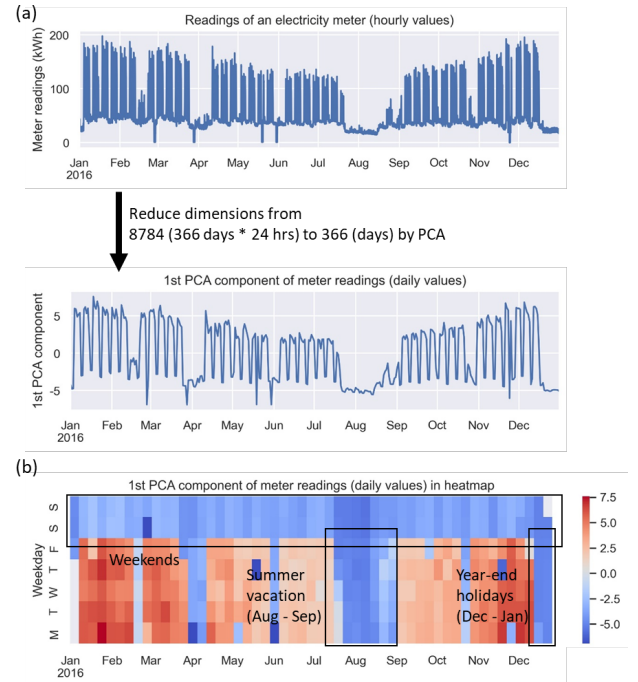 (a)
Readings of an electricity meter (hourly values)
Meter readings (kWh)
200
100
0
Jan Feb Mar Apr May Jun Jul Aug Sep Oct Nov Dec
2016
Reduce dimensions from
8784 (366 days * 24 hrs) to 366 (days) by PCA
1st PCA component of meter readings (daily values)
1st PCA component
5
0
-5
Jan Feb Mar Apr May Jun Jul Aug Sep Oct Nov Dec
2016
(b)
1st PCA component of meter readings (daily values) in heatmap
Weekday
S
S
F
T
W
T
M
Weekends
Summer
vacation
(Aug - Sep)
Year-end
holidays
(Dec - Jan)
7.5
5.0
2.5
0.0
-2.5
-5.0
Jan Feb Mar Apr May Jun Jul Aug Sep Oct Nov Dec
2016